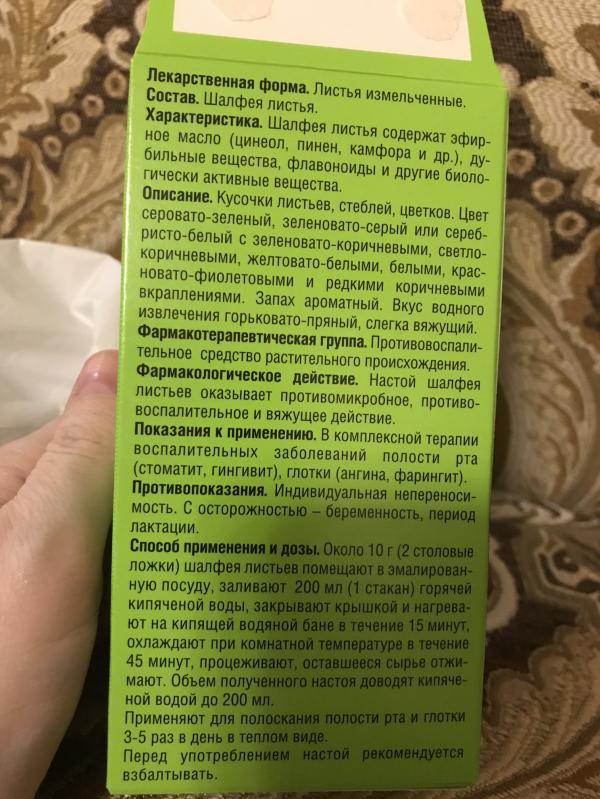 Лекарственная форма. Листья измельченные.
Состав. Шалфея листья.
Характеристика. Шалфея листья содержат эфир-
ное масло (цинеол, пинен, камфора и др.), ду-
бильные вещества, флавоноиды и другие биоло-
гически активные вещества.
Описание. Кусочки листьев, стеблей, цветков. Цвет
серовато-зеленый, зеленовато-серый или сереб-
ристо-белый с зеленовато-коричневыми, светло-
коричневыми, желтовато-белыми, белыми, крас-
новато-фиолетовыми и редкими коричневыми
вкраплениями. Запах ароматный. Вкус водного
извлечения горьковато-пряный, слегка вяжущий.
Фармакотерапевтическая группа. Противовоспали-
тельное средство растительного происхождения.
Фармакологическое действие. Настой шалфея
листьев оказывает противомикробное, противо-
воспалительное и вяжущее действие.
Показания к применению. В комплексной терапии
воспалительных заболеваний полости рта
(стоматит, гингивит), глотки (ангина, фарингит).
Противопоказания. Индивидуальная непереноси-
мость. С осторожностью – беременность, период
лактации.
Способ применения и дозы. Около 10 г (2 столовые
ложки) шалфея листьев помещают в эмалирован-
ную посуду, заливают 200 мл (1 стакан) горячей
кипяченой воды, закрывают крышкой и нагрева-
ют на кипящей водяной бане в течение 15 минут,
охлаждают при комнатной температуре в течение
45 минут, процеживают, оставшееся сырье отжи-
мают. Объем полученного настоя доводят кипяче-
ной водой до 200 мл.
Применяют для полоскания полости рта и глотки
3-5 раз в день в теплом виде.
Перед употреблением настой рекомендуется
взбалтывать.